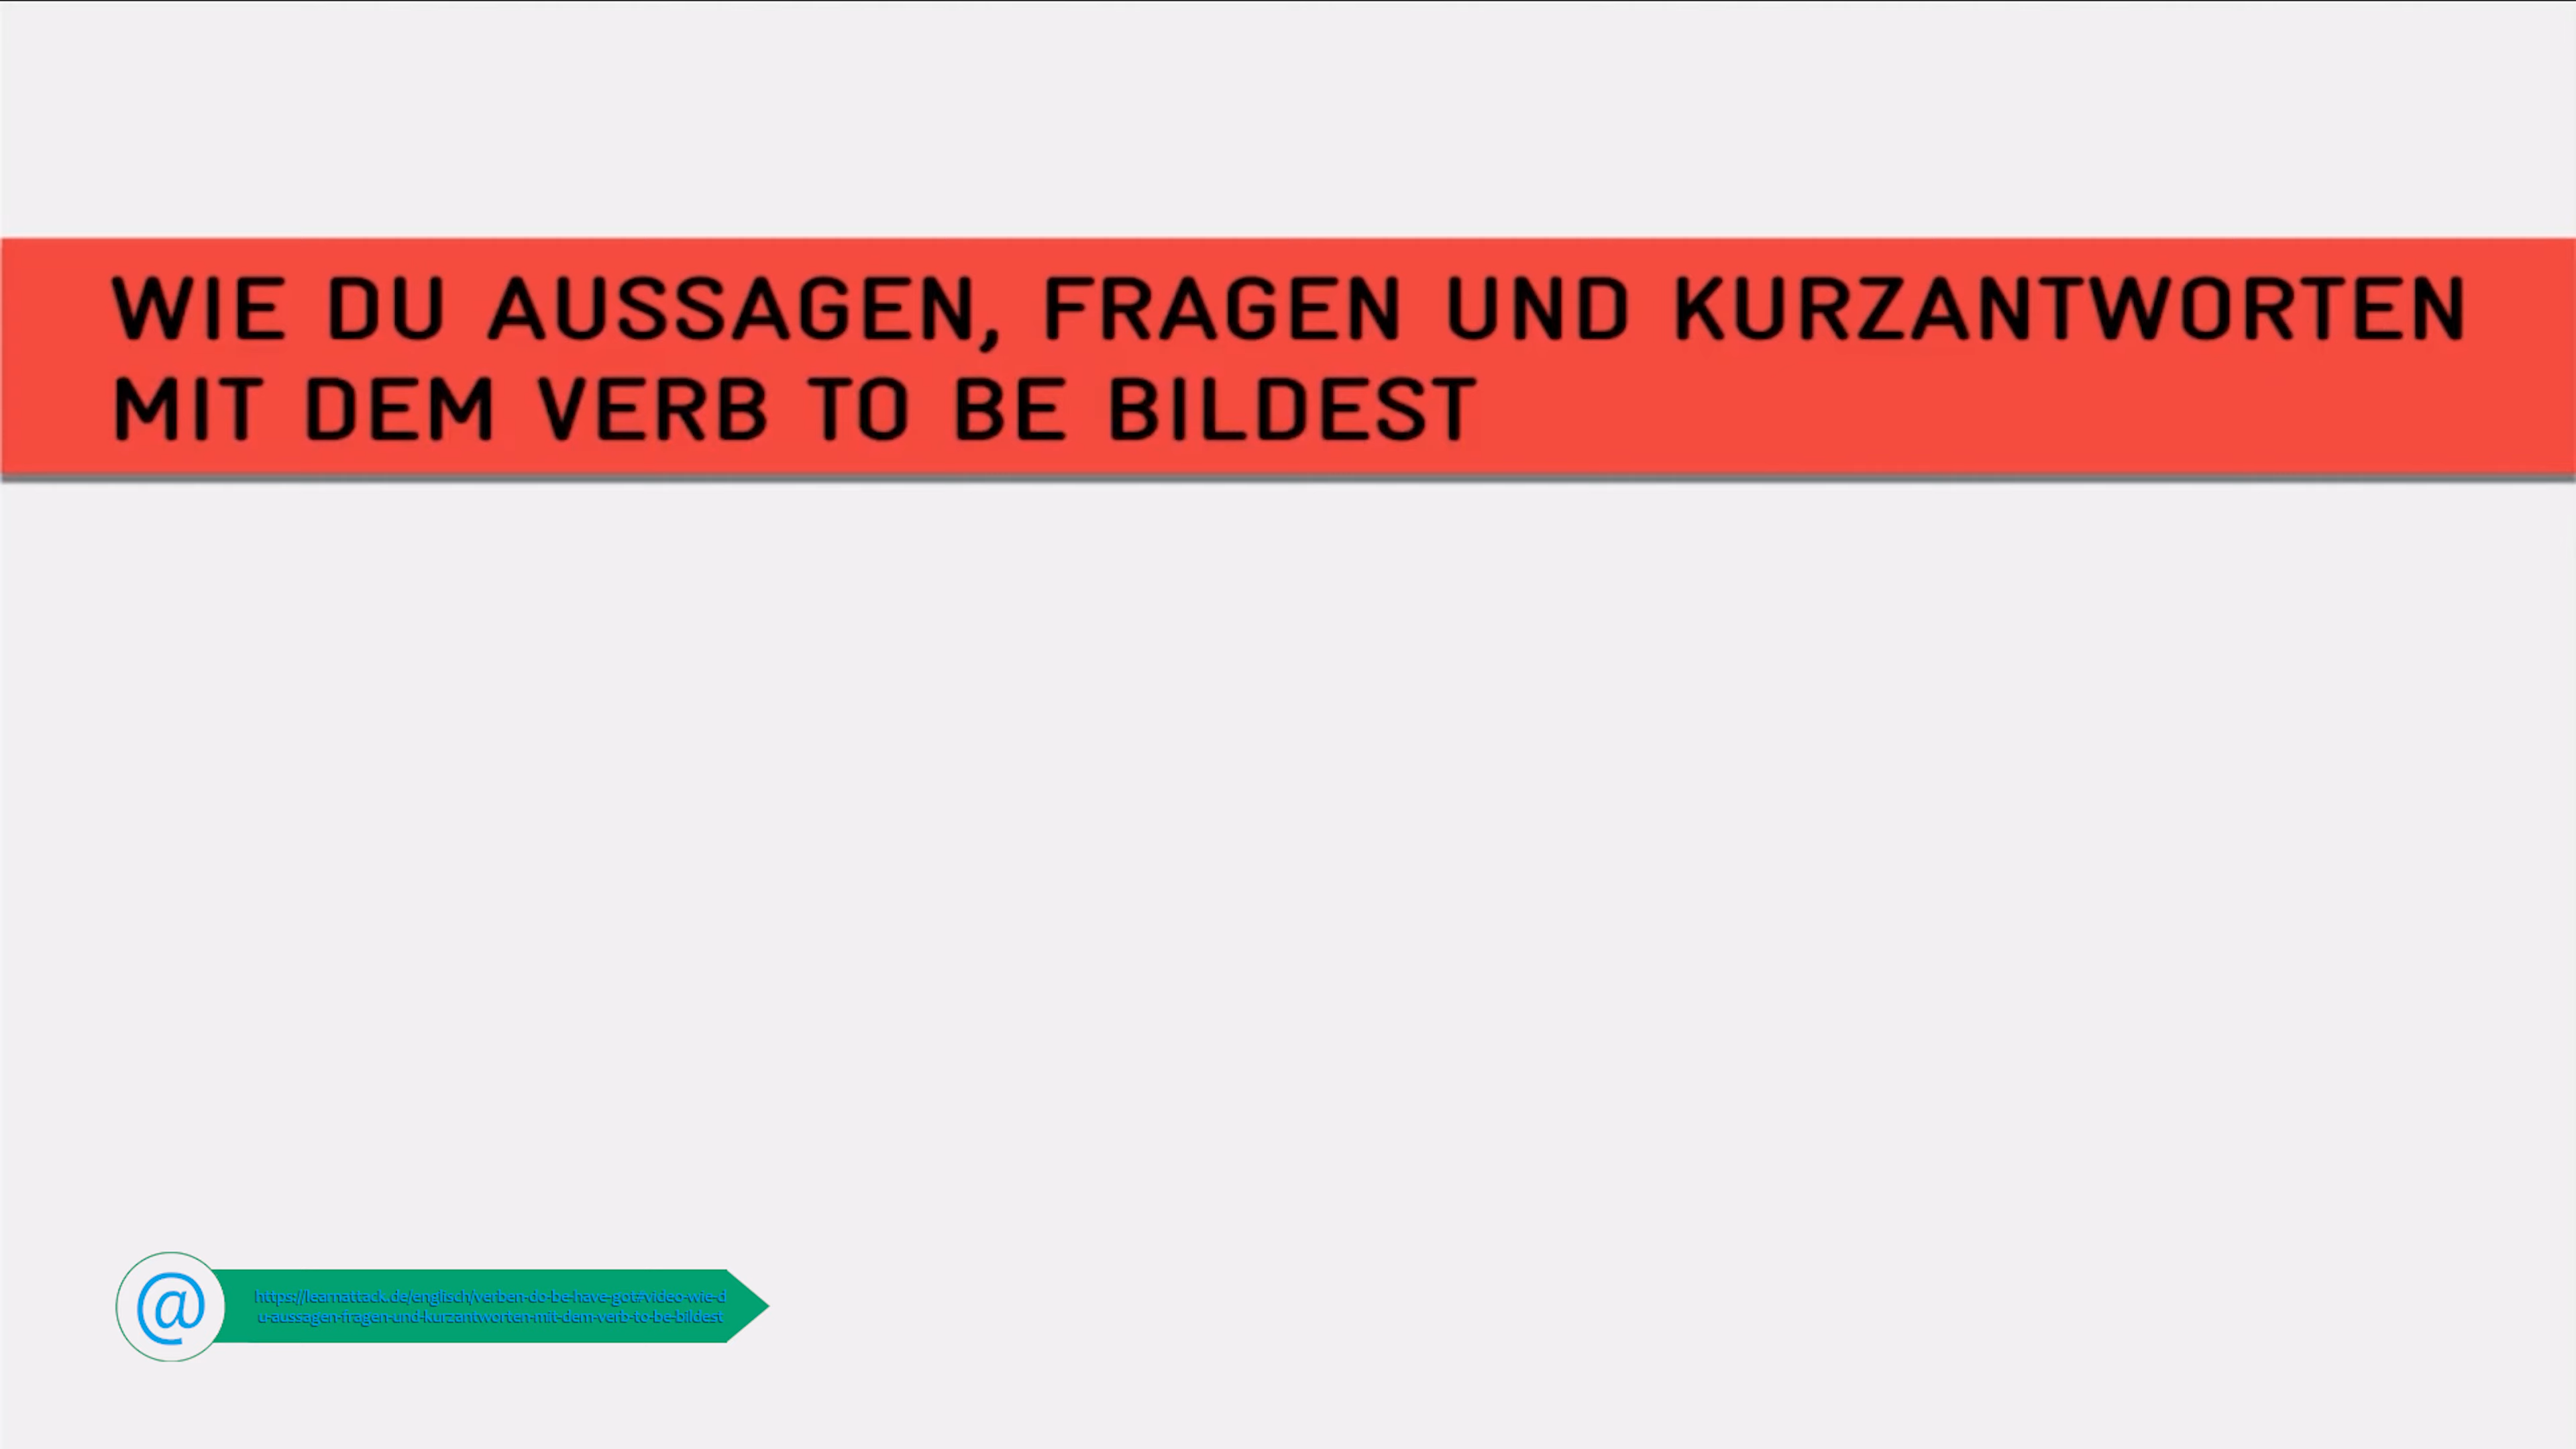 WIE DU AUSSAGEN, FRAGEN UND KURZANTWORTEN
MIT DEM VERB TO BE BILDEST
@
https://learnattack.de/englisch/verben-do-be-have-got#video-wie-d
u-aussagen-fragen-und-kurzantworten-mit-dem-verb-to-be-bildest